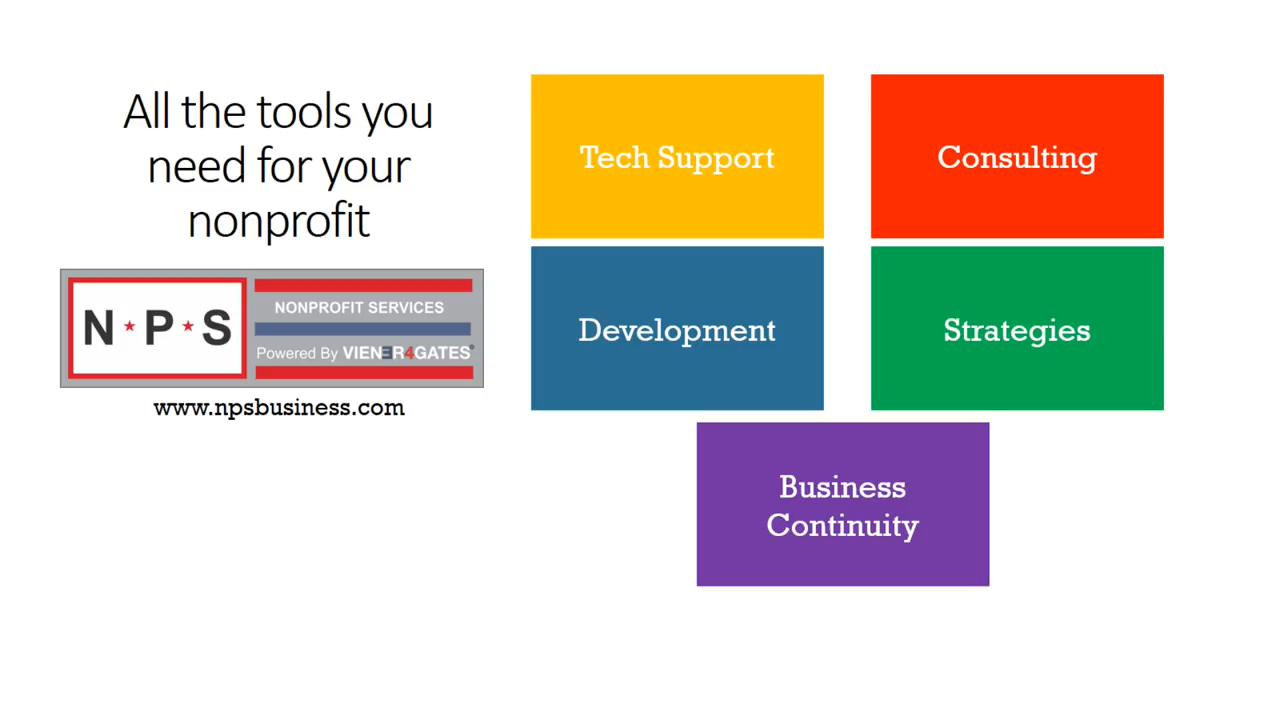 All the tools you
need for your
nonprofit
N★P★S
NONPROFIT SERVICES
Powered By VIENER4GATES
www.npsbusiness.com
Tech Support
Consulting
Development
Strategies
Business
Continuity